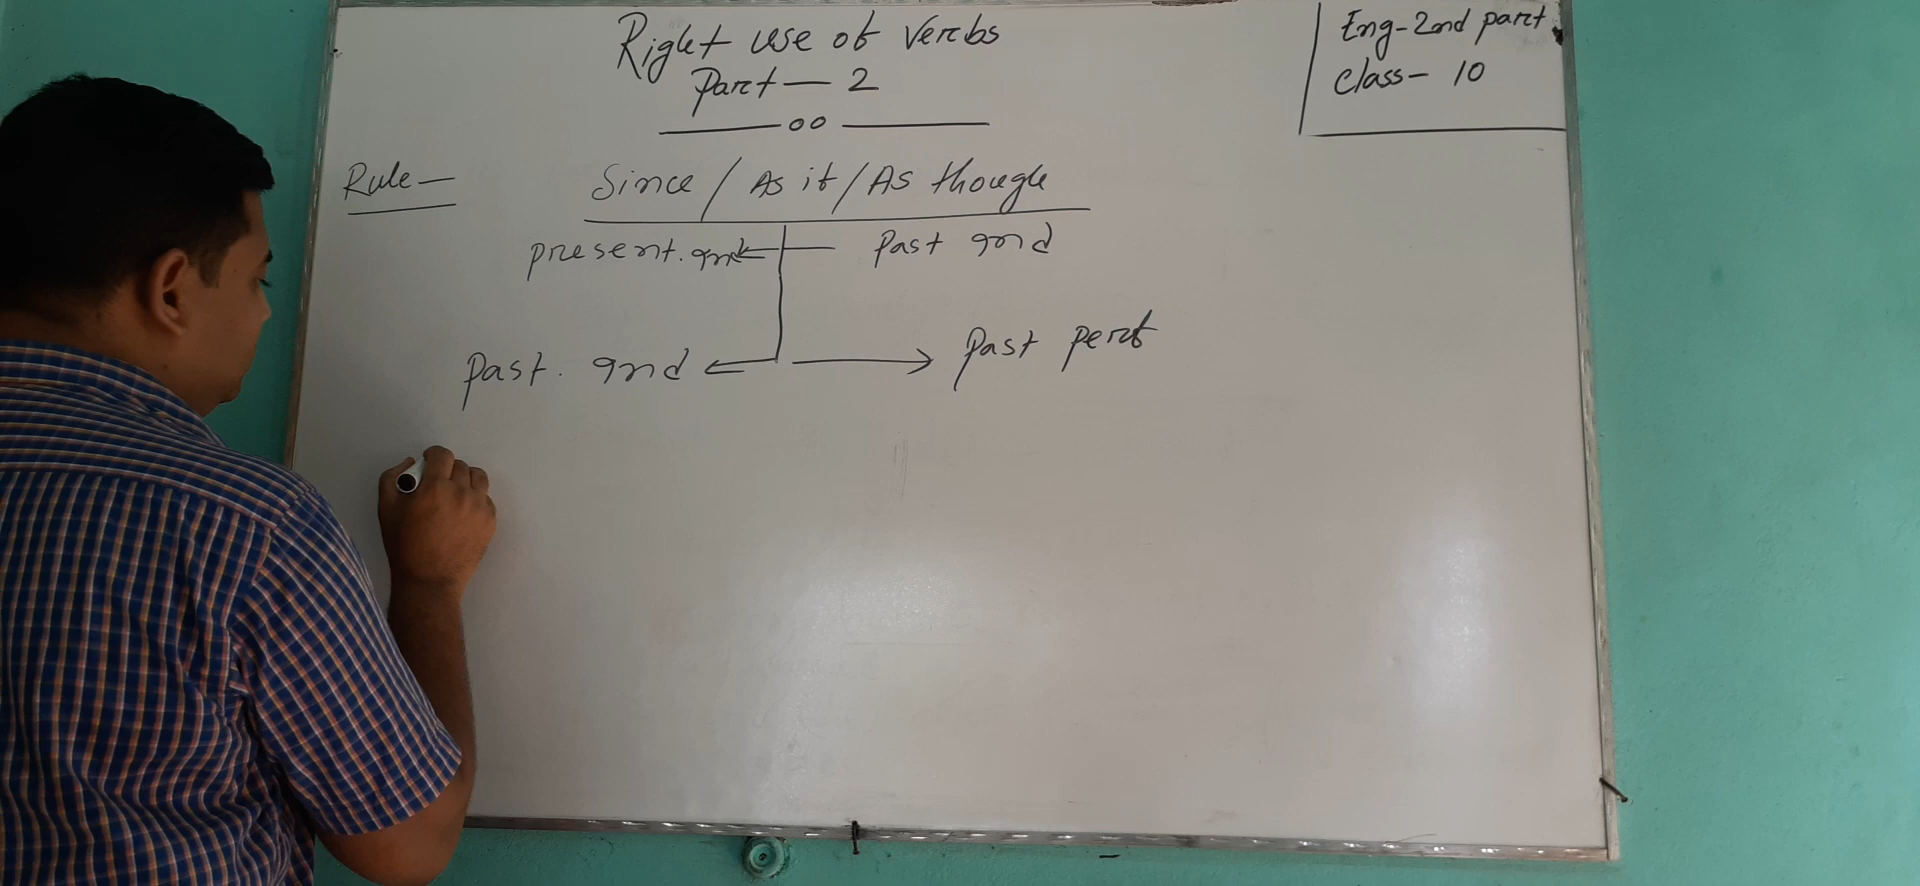 Right use of Verbs
Part — 2
Eng-2nd part
Class- 10
Rule — Since / As if / As though
present. ind Past ind
Past. ind Past perf